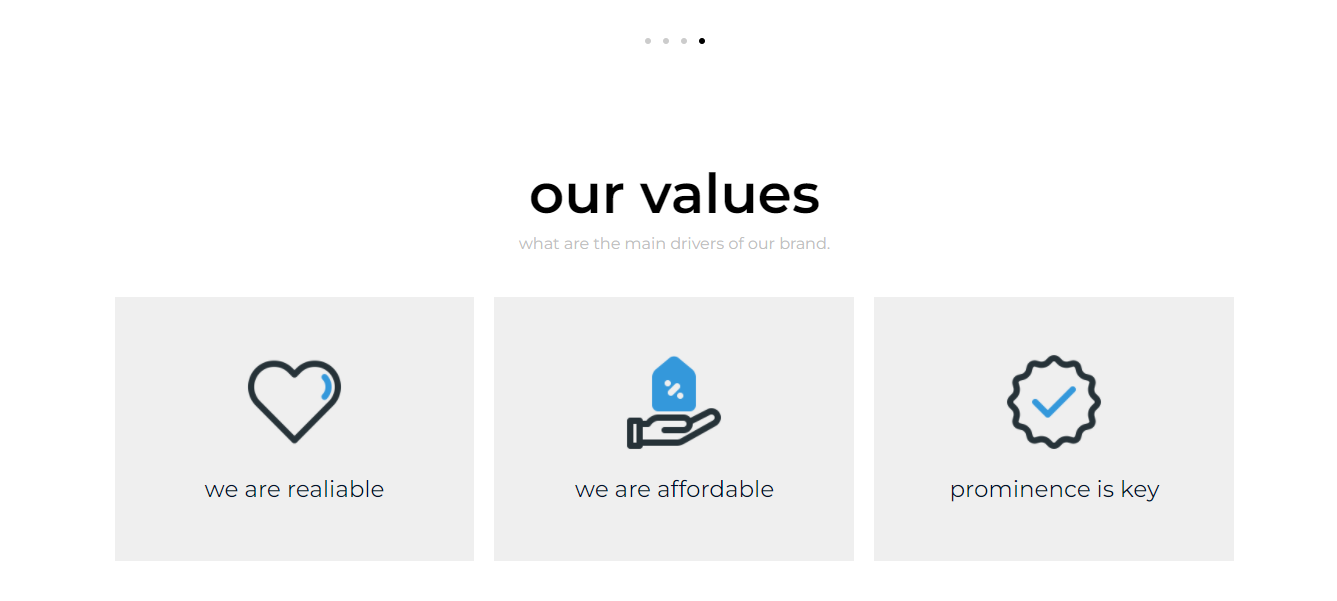 our values
what are the main drivers of our brand.
we are realiable
we are affordable
prominence is key